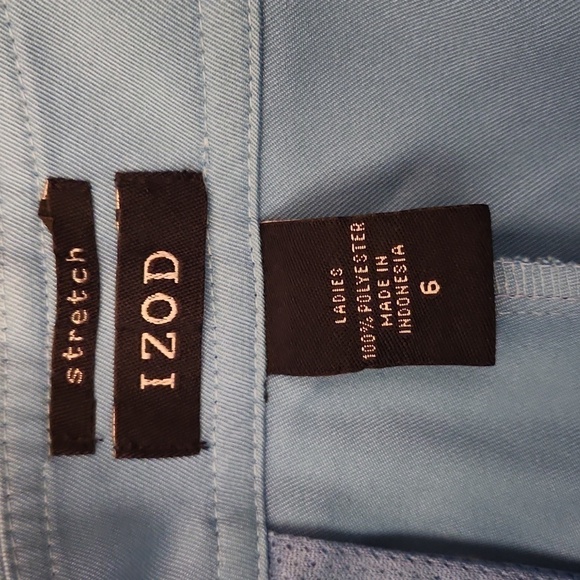 stretch
IZOD
LADIES
100% POLYESTER
MADE IN
INDONESIA
6